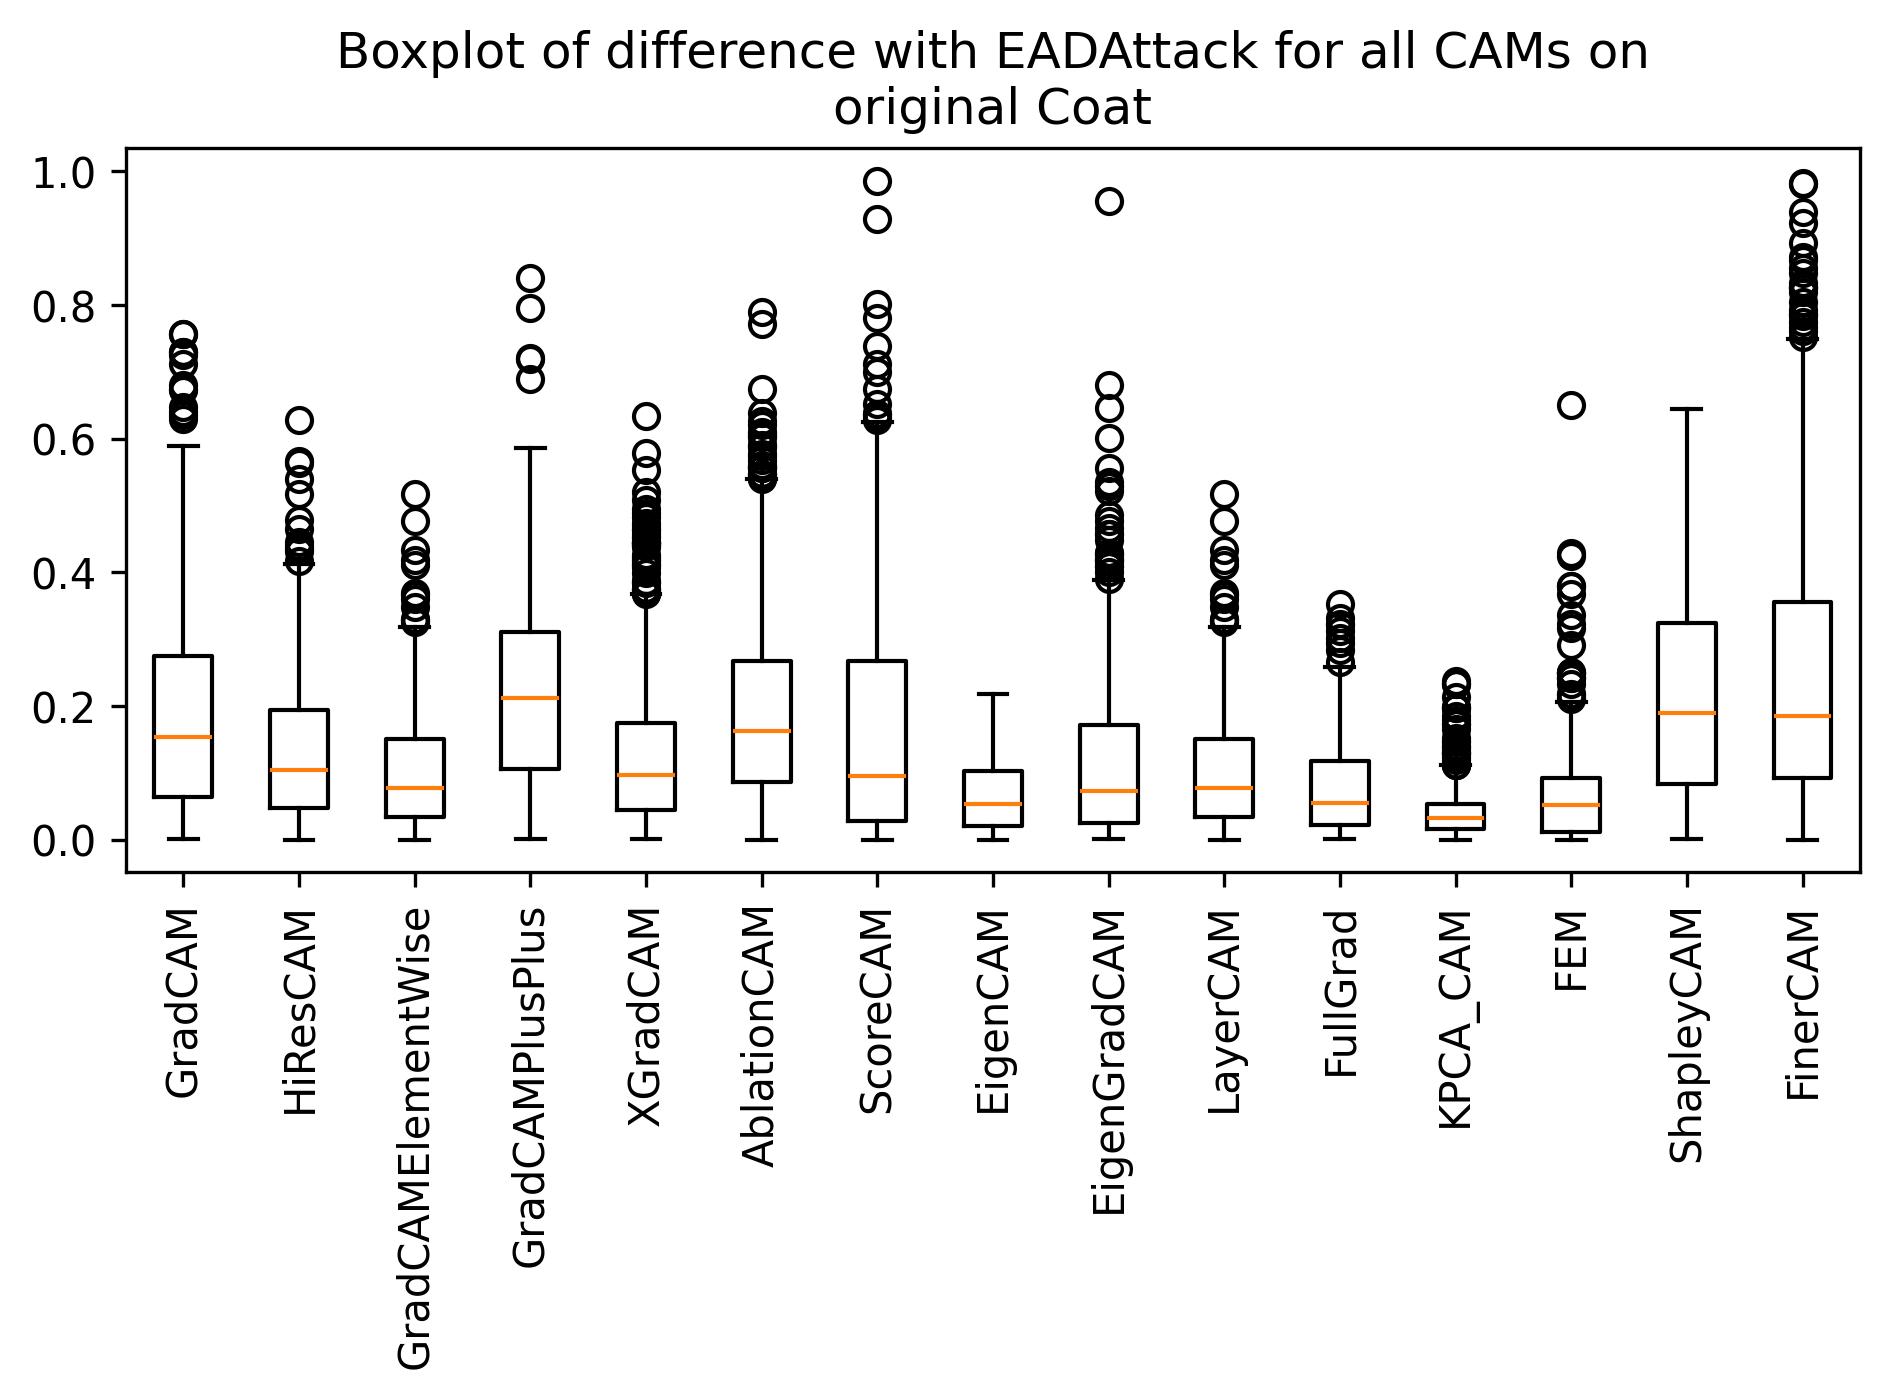 Boxplot of difference with EADAttack for all CAMs on
original Coat
1.0
0.8
0.6
0.4
0.2
0.0
GradCAM
HiResCAM
GradCAMElementWise
GradCAMPlusPlus
XGradCAM
AblationCAM
ScoreCAM
EigenCAM
EigenGradCAM
LayerCAM
FullGrad
KPCA_CAM
FEM
ShapleyCAM
FinerCAM